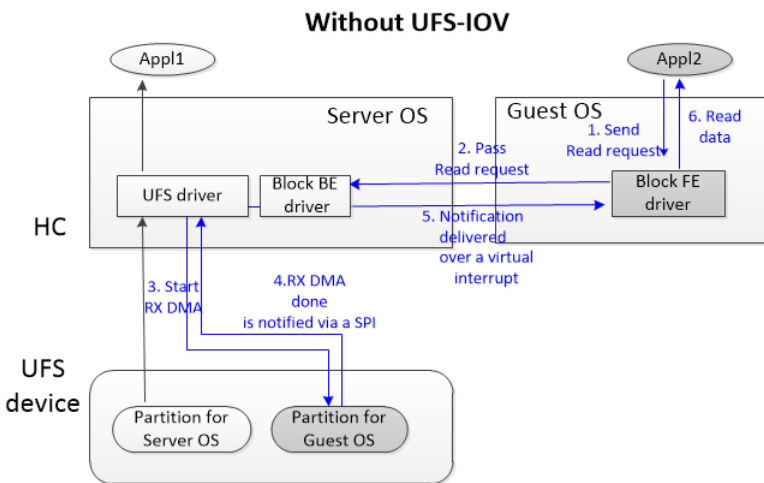 Without UFS-IOV
Appl1
Appl2
Server OS
Guest OS
1. Send
Read request
6. Read
data
2. Pass
Read request
UFS driver
Block BE
driver
Block FE
driver
HC
5. Notification
delivered
over a virtual
interrupt
3. Start
RX DMA
4.RX DMA
done
is notified via a SPI
UFS
device
Partition for
Server OS
Partition for
Guest OS